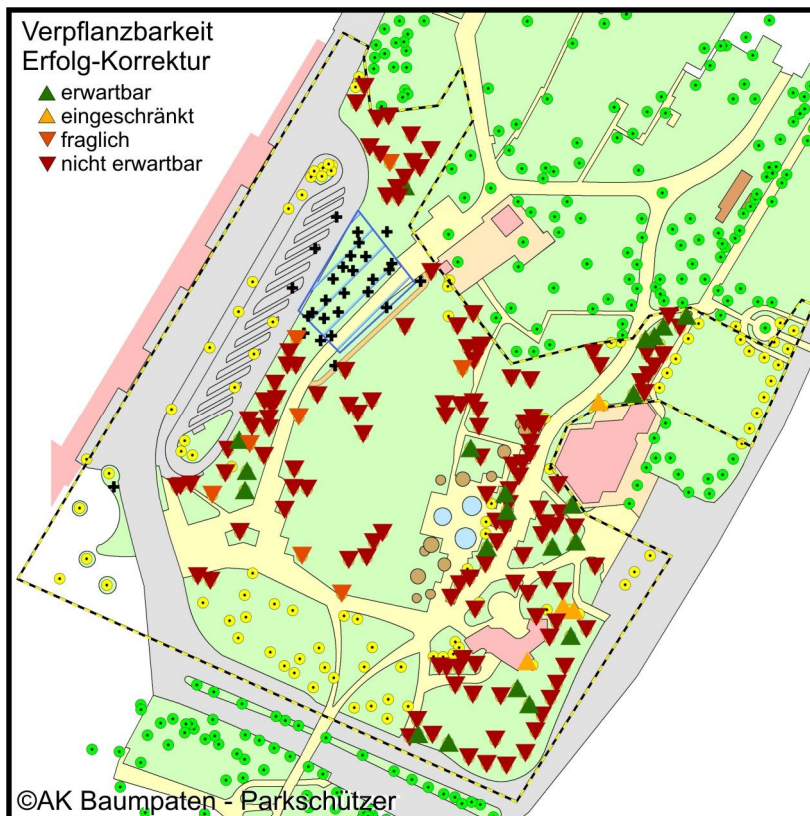 Verpflanzbarkeit
Erfolg-Korrektur
erwartbar
eingeschränkt
fraglich
nicht erwartbar
©AK Baumpaten - Parkschützer